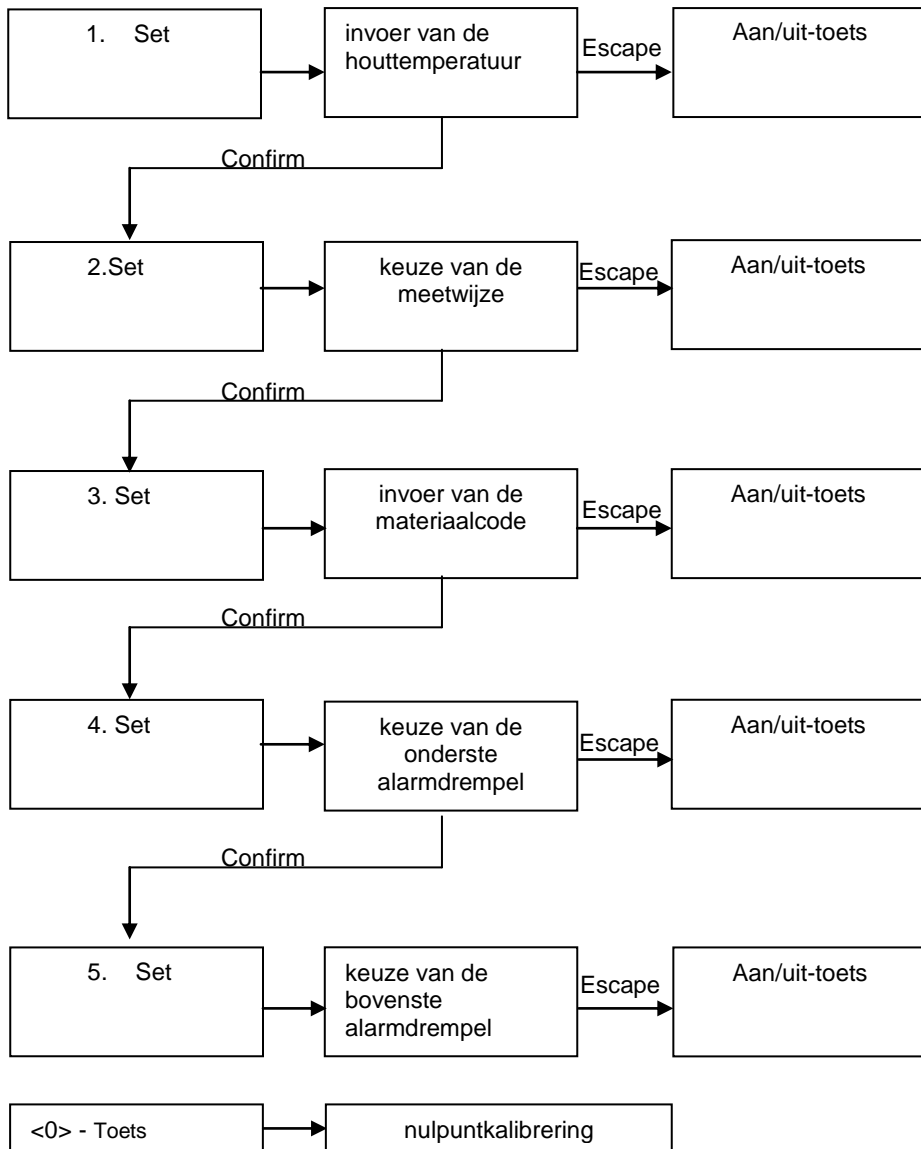 1. Set
invoer van de
houttemperatuur
Escape
Aan/uit-toets
Confirm
2.Set
keuze van de
meetwijze
Escape
Aan/uit-toets
Confirm
3. Set
invoer van de
materiaalcode
Escape
Aan/uit-toets
Confirm
4. Set
keuze van de
onderste
alarmdrempel
Escape
Aan/uit-toets
Confirm
5. Set
keuze van de
bovenste
alarmdrempel
Escape
Aan/uit-toets
<0> - Toets
nulpuntkalibrering